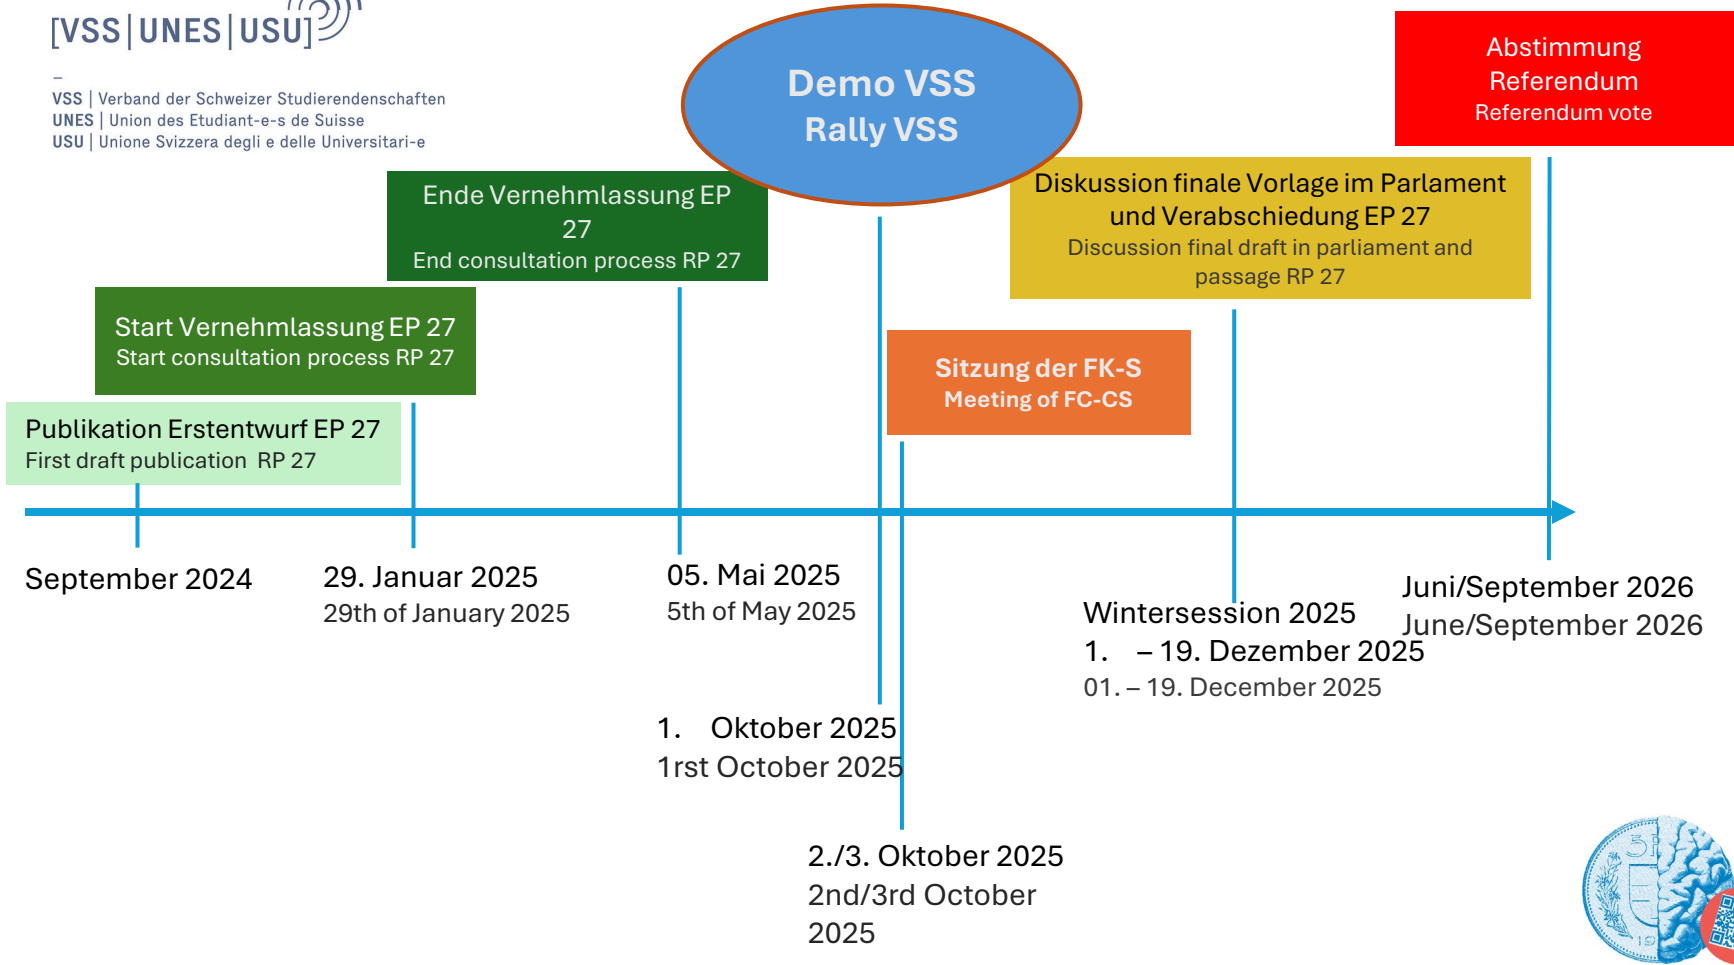 [VSS|UNES|USU]
–
VSS | Verband der Schweizer Studierendenschaften
UNES | Union des Etudiant-e-s de Suisse
USU | Unione Svizzera degli e delle Universitari-e
Demo VSS
Rally VSS
Abstimmung
Referendum
Referendum vote
Ende Vernehmlassung EP
27
End consultation process RP 27
Diskussion finale Vorlage im Parlament
und Verabschiedung EP 27
Discussion final draft in parliament and
passage RP 27
Start Vernehmlassung EP 27
Start consultation process RP 27
Sitzung der FK-S
Meeting of FC-CS
Publikation Erstentwurf EP 27
First draft publication RP 27
September 2024
29. Januar 2025
29th of January 2025
05. Mai 2025
5th of May 2025
1. Oktober 2025
1rst October 2025
2./3. Oktober 2025
2nd/3rd October
2025
Wintersession 2025
1. – 19. Dezember 2025
01. – 19. December 2025
Juni/September 2026
June/September 2026